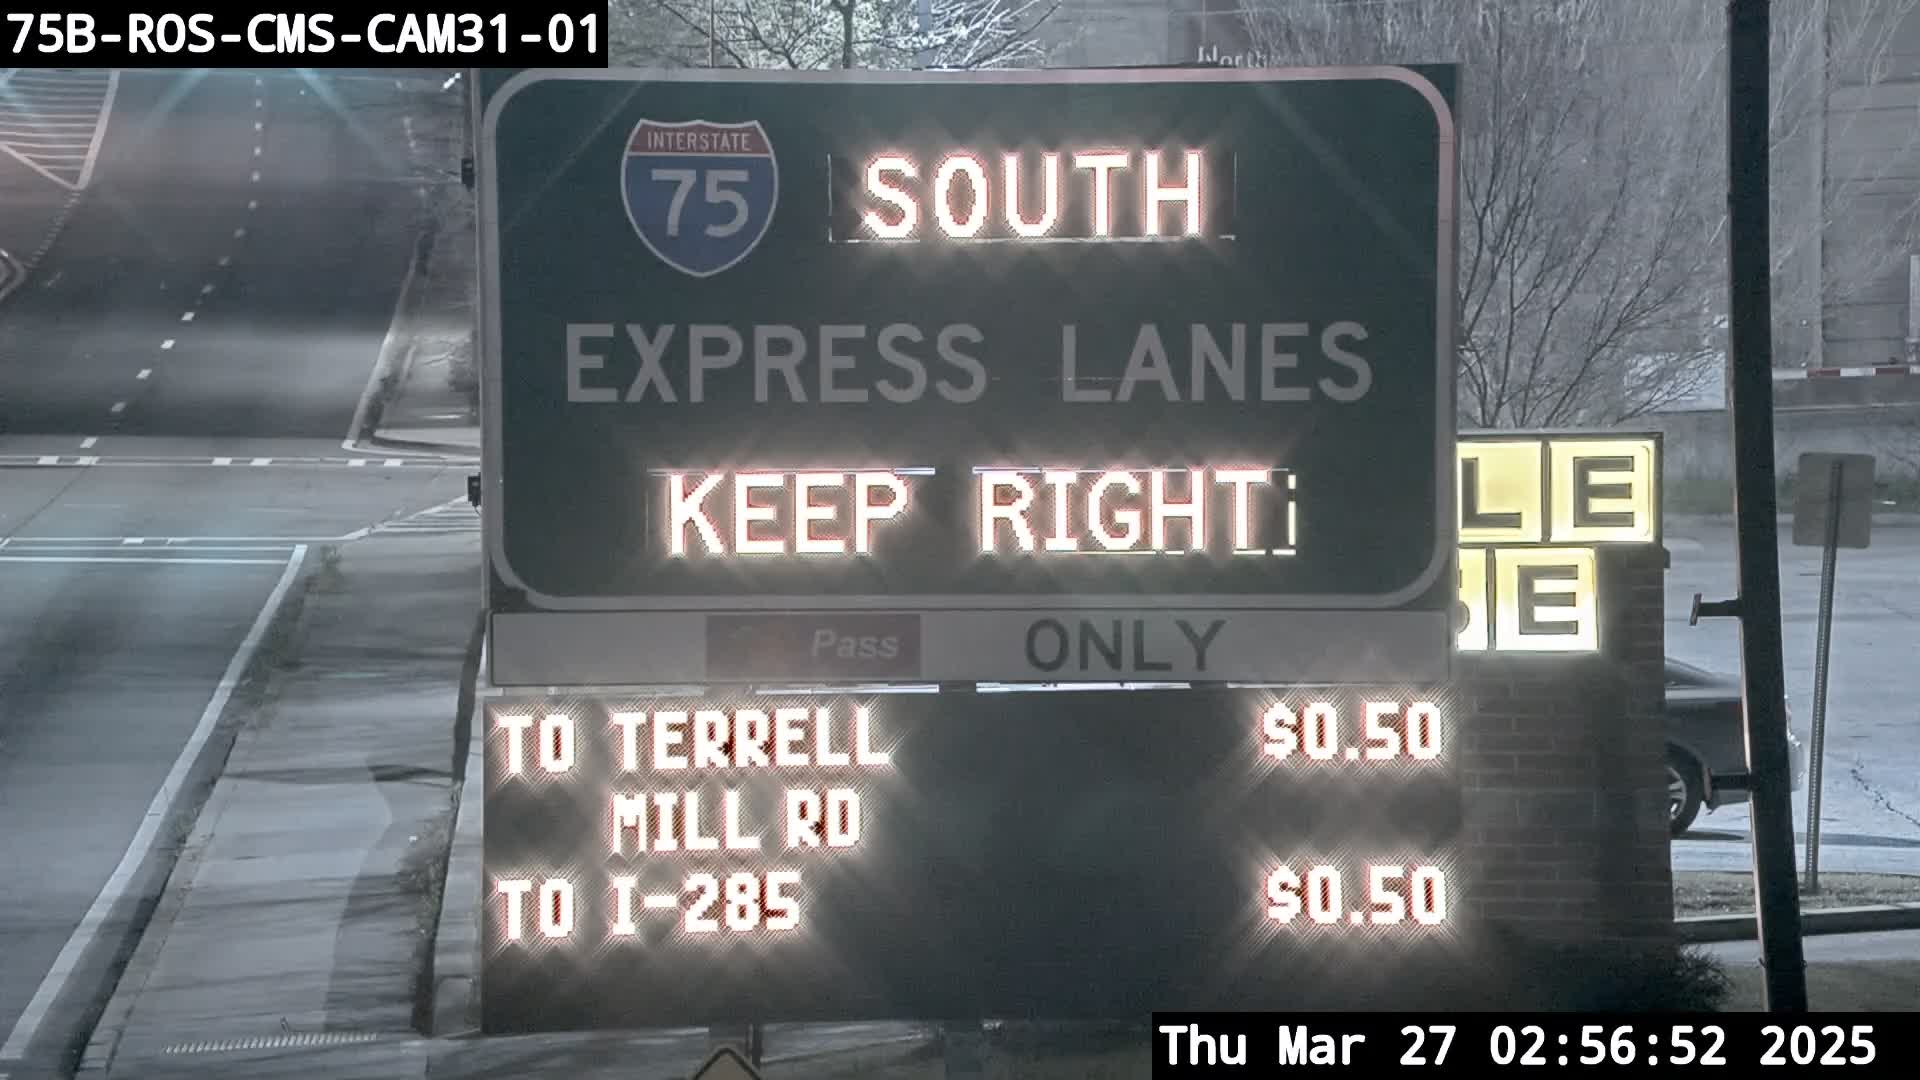 75B-ROS-CMS-CAM31-01
INTERSTATE
75
SOUTH
EXPRESS LANES
KEEP RIGHT
Pass ONLY
TO TERRELL $0.50
MILL RD
TO I-285 $0.50
LE
E
Thu Mar 27 02:56:52 2025